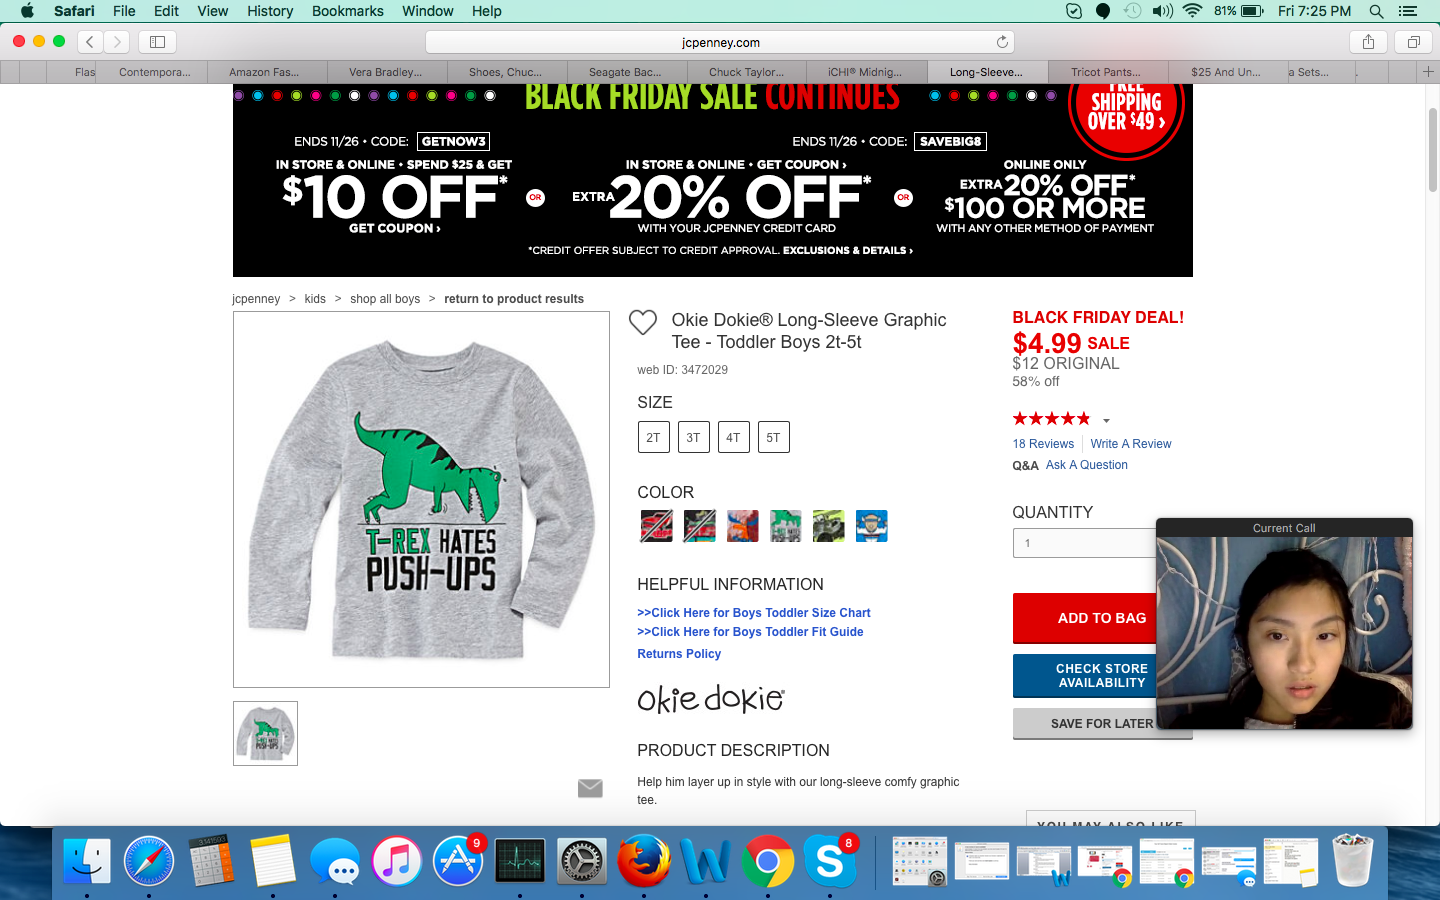 Safari File Edit View History Bookmarks Window Help
81% Fri 7:25 PM
jcpenney.com
Flas
Contempora...
Amazon Fas...
Vera Bradley...
Shoes, Chuc...
Seagate Bac...
Chuck Taylor...
iCHI® Midnig...
Long-Sleeve...
Tricot Pants...
$25 And Un...
a Sets...
BLACK FRIDAY SALE CONTINUES
FREE
SHIPPING
OVER $49 ›
ENDS 11/26 • CODE: GETNOW3
IN STORE & ONLINE • SPEND $25 & GET
$10 OFF*
GET COUPON ›
OR
ENDS 11/26 • CODE: SAVEBIG8
IN STORE & ONLINE • GET COUPON ›
EXTRA 20% OFF*
WITH YOUR JCPENNEY CREDIT CARD
OR
ONLINE ONLY
EXTRA 20% OFF*
$100 OR MORE
WITH ANY OTHER METHOD OF PAYMENT
*CREDIT OFFER SUBJECT TO CREDIT APPROVAL. EXCLUSIONS & DETAILS ›
jcpenney > kids > shop all boys > return to product results
T-REX HATES
PUSH-UPS
Okie Dokie® Long-Sleeve Graphic
Tee - Toddler Boys 2t-5t
web ID: 3472029
SIZE
2T 3T 4T 5T
COLOR
HELPFUL INFORMATION
>>Click Here for Boys Toddler Size Chart
>>Click Here for Boys Toddler Fit Guide
Returns Policy
okie dokie®
PRODUCT DESCRIPTION
Help him layer up in style with our long-sleeve comfy graphic
tee.
BLACK FRIDAY DEAL!
$4.99 SALE
$12 ORIGINAL
58% off
18 Reviews Write A Review
Q&A Ask A Question
QUANTITY
1
ADD TO BAG
CHECK STORE
AVAILABILITY
SAVE FOR LATER
Current Call
YOU MAY ALSO LIKE
T-REX HATES
PUSH-UPS
9
8